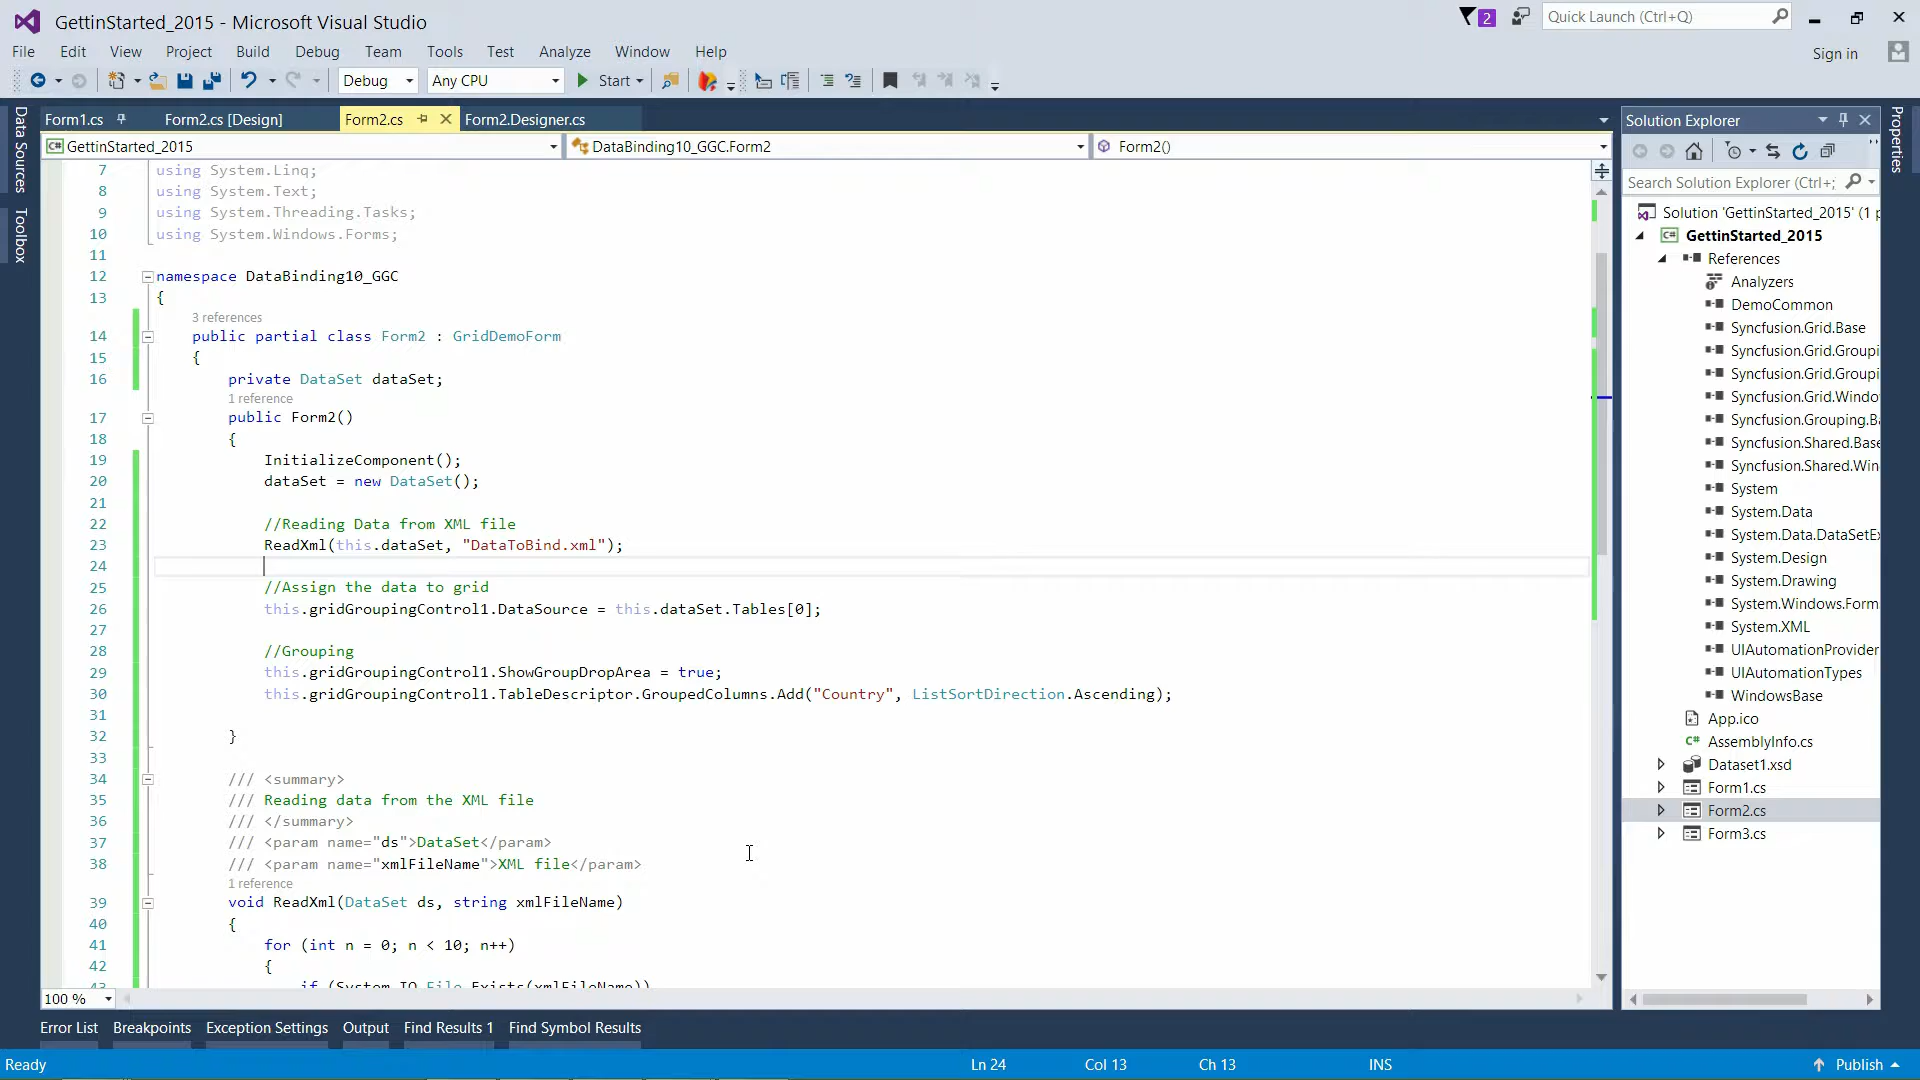 GettinStarted_2015 - Microsoft Visual Studio
2
Quick Launch (Ctrl+Q)
File Edit View Project Build Debug Team Tools Test Analyze Window Help
Sign in
Debug Any CPU Start
Form1.cs Form2.cs [Design] Form2.cs Form2.Designer.cs
GettinStarted_2015 DataBinding10_GGC.Form2 Form2()
Data Sources
Toolbox
7 using System.Linq;
8 using System.Text;
9 using System.Threading.Tasks;
10 using System.Windows.Forms;
11
12 namespace DataBinding10_GGC
13 {
3 references
14 public partial class Form2 : GridDemoForm
15 {
16 private DataSet dataSet;
1 reference
17 public Form2()
18 {
19 InitializeComponent();
20 dataSet = new DataSet();
21
22 //Reading Data from XML file
23 ReadXml(this.dataSet, "DataToBind.xml");
24
25 //Assign the data to grid
26 this.gridGroupingControl1.DataSource = this.dataSet.Tables[0];
27
28 //Grouping
29 this.gridGroupingControl1.ShowGroupDropArea = true;
30 this.gridGroupingControl1.TableDescriptor.GroupedColumns.Add("Country", ListSortDirection.Ascending);
31
32 }
33
34 /// <summary>
35 /// Reading data from the XML file
36 /// </summary>
37 /// <param name="ds">DataSet</param>
38 /// <param name="xmlFileName">XML file</param>
1 reference
39 void ReadXml(DataSet ds, string xmlFileName)
40 {
41 for (int n = 0; n < 10; n++)
42 {
43 if (System.IO.File.Exists(xmlFileName))
100 %
Solution Explorer
Search Solution Explorer (Ctrl+;
Solution 'GettinStarted_2015' (1 p
GettinStarted_2015
References
Analyzers
DemoCommon
Syncfusion.Grid.Base
Syncfusion.Grid.Groupi
Syncfusion.Grid.Groupi
Syncfusion.Grid.Windo
Syncfusion.Grouping.Ba
Syncfusion.Shared.Base
Syncfusion.Shared.Win
System
System.Data
System.Data.DataSetEx
System.Design
System.Drawing
System.Windows.Form
System.XML
UIAutomationProvider
UIAutomationTypes
WindowsBase
App.ico
AssemblyInfo.cs
Dataset1.xsd
Form1.cs
Form2.cs
Form3.cs
Properties
Error List Breakpoints Exception Settings Output Find Results 1 Find Symbol Results
Ready Ln 24 Col 13 Ch 13 INS Publish